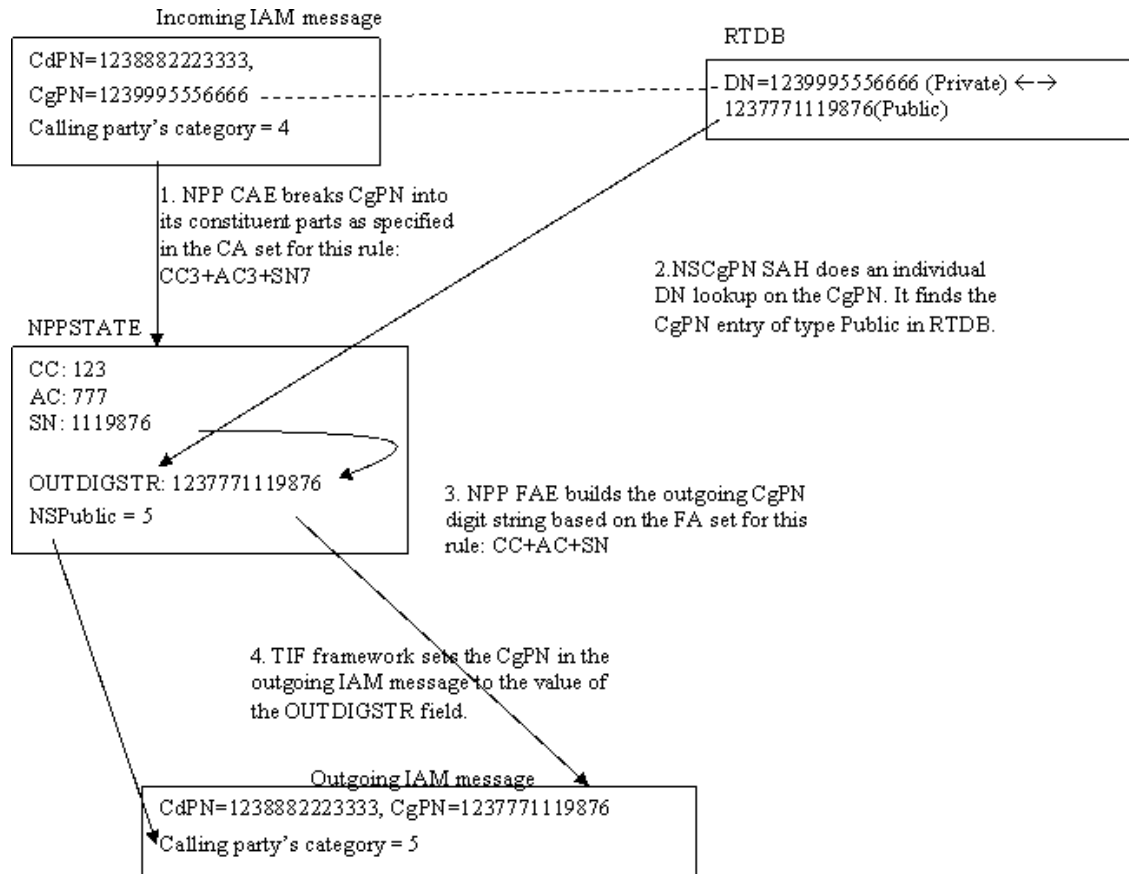 Incoming IAM message
CdPN=1238882223333,
CgPN=1239995556666
Calling party's category = 4
RTDB
DN=1239995556666 (Private) ←→
1237771119876(Public)
1. NPP CAE breaks CgPN into
its constituent parts as specified
in the CA set for this rule:
CC3+AC3+SN7
2.NSCgPN SAH does an individual
DN lookup on the CgPN. It finds the
CgPN entry of type Public in RTDB.
NPPSTATE
CC: 123
AC: 777
SN: 1119876
OUTDIGSTR: 1237771119876
NSPublic = 5
3. NPP FAE builds the outgoing CgPN
digit string based on the FA set for this
rule: CC+AC+SN
4. TIF framework sets the CgPN in the
outgoing IAM message to the value of
the OUTDIGSTR field.
Outgoing IAM message
CdPN=1238882223333, CgPN=1237771119876
Calling party's category = 5